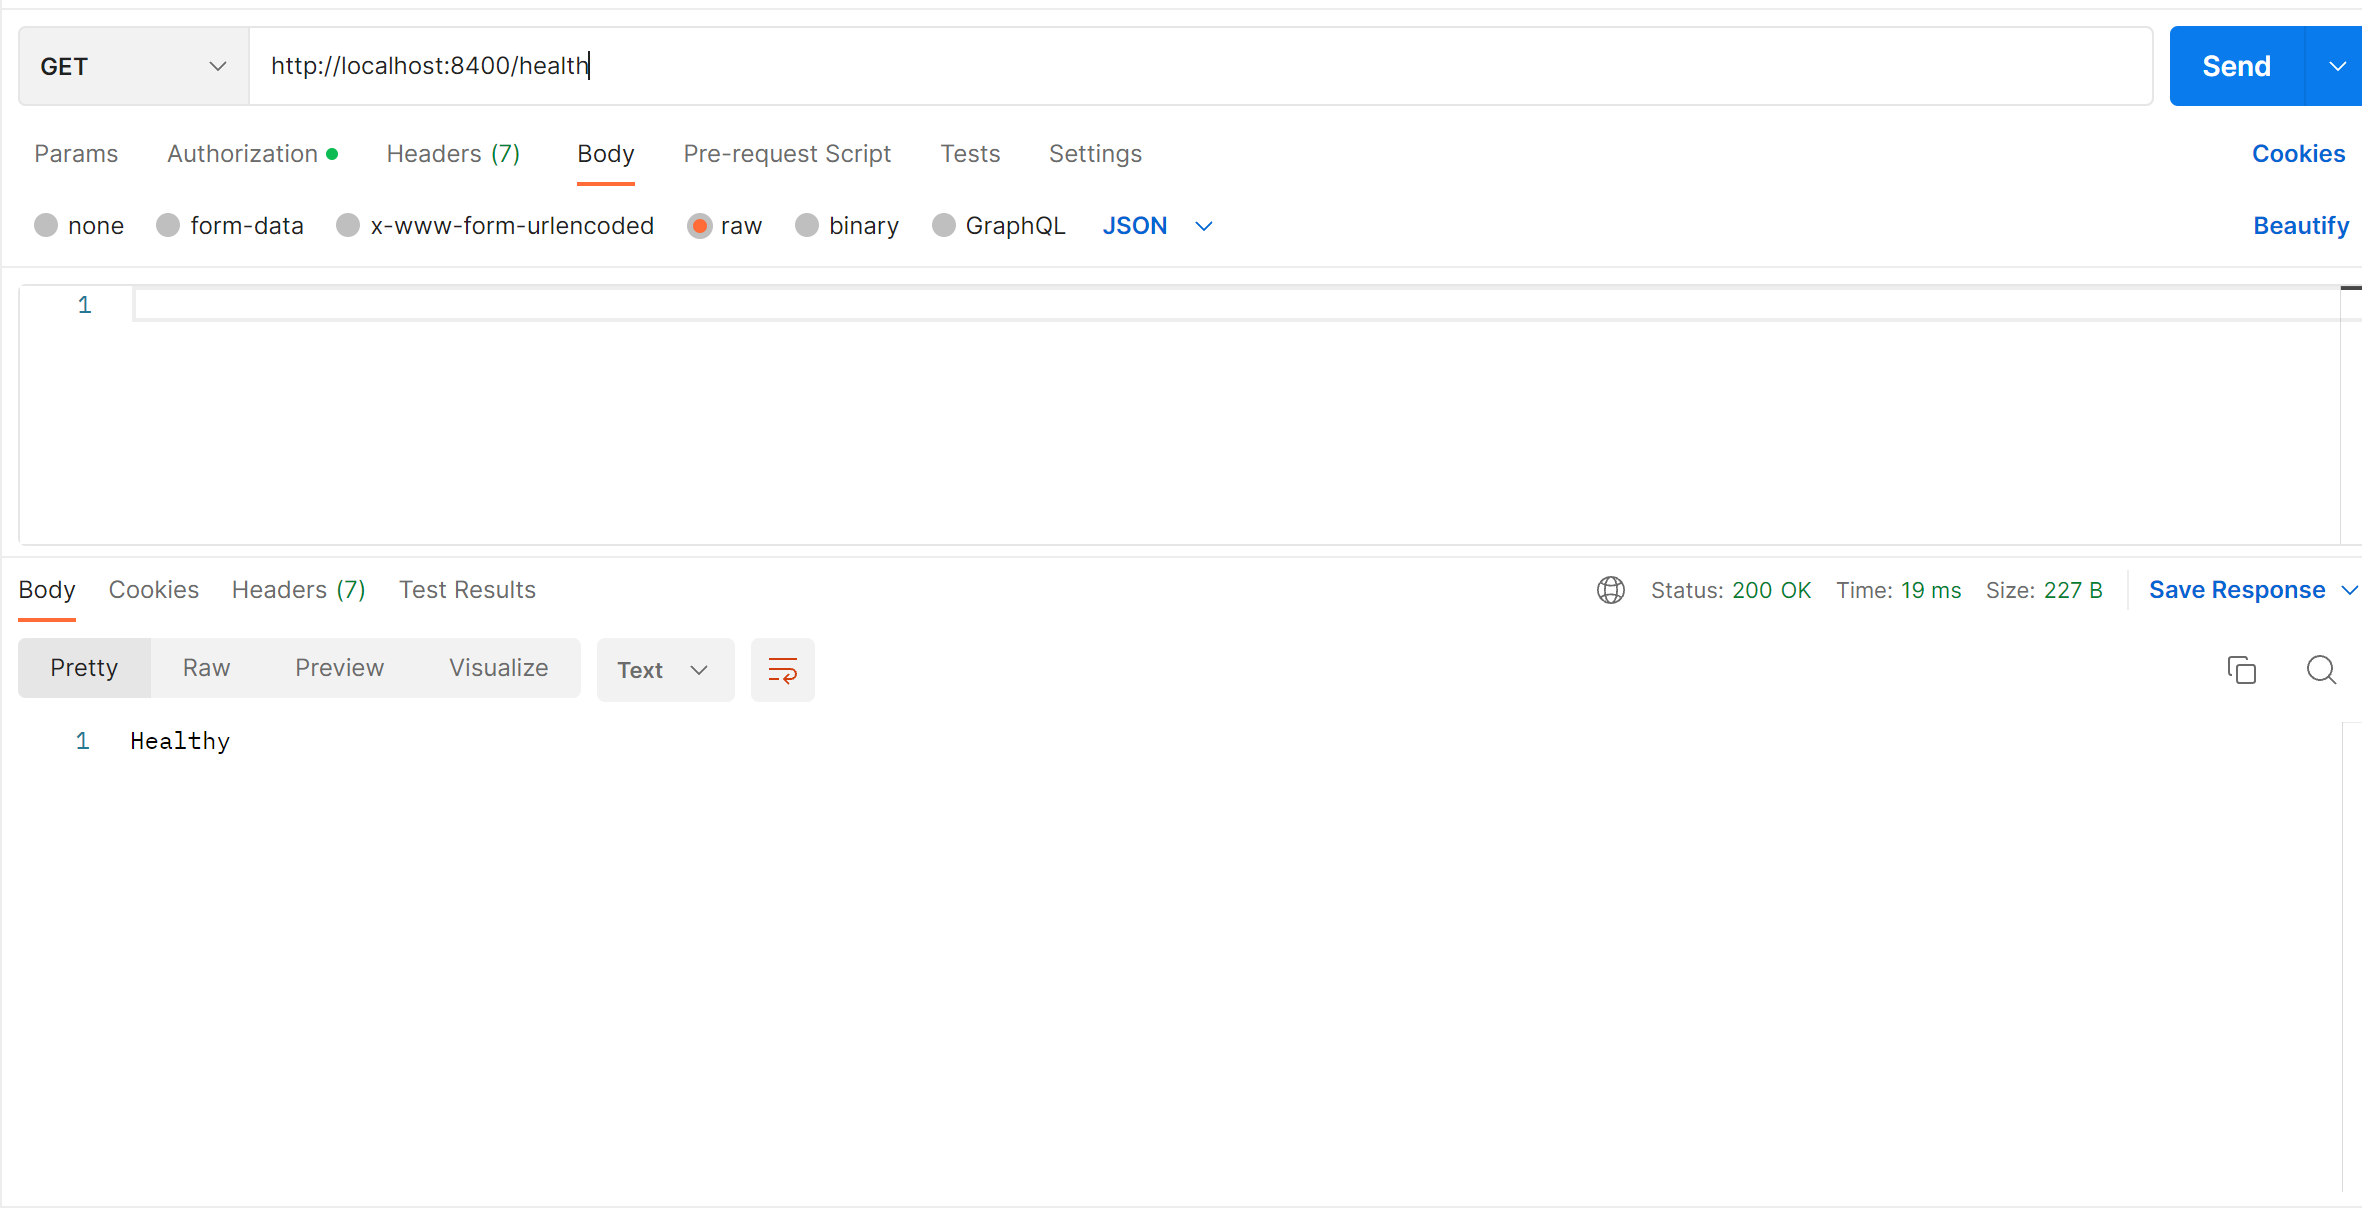 GET http://localhost:8400/health Send
Params Authorization Headers (7) Body Pre-request Script Tests Settings Cookies
none form-data x-www-form-urlencoded raw binary GraphQL JSON Beautify
1
Body Cookies Headers (7) Test Results Status: 200 OK Time: 19 ms Size: 227 B Save Response
Pretty Raw Preview Visualize Text
1 Healthy